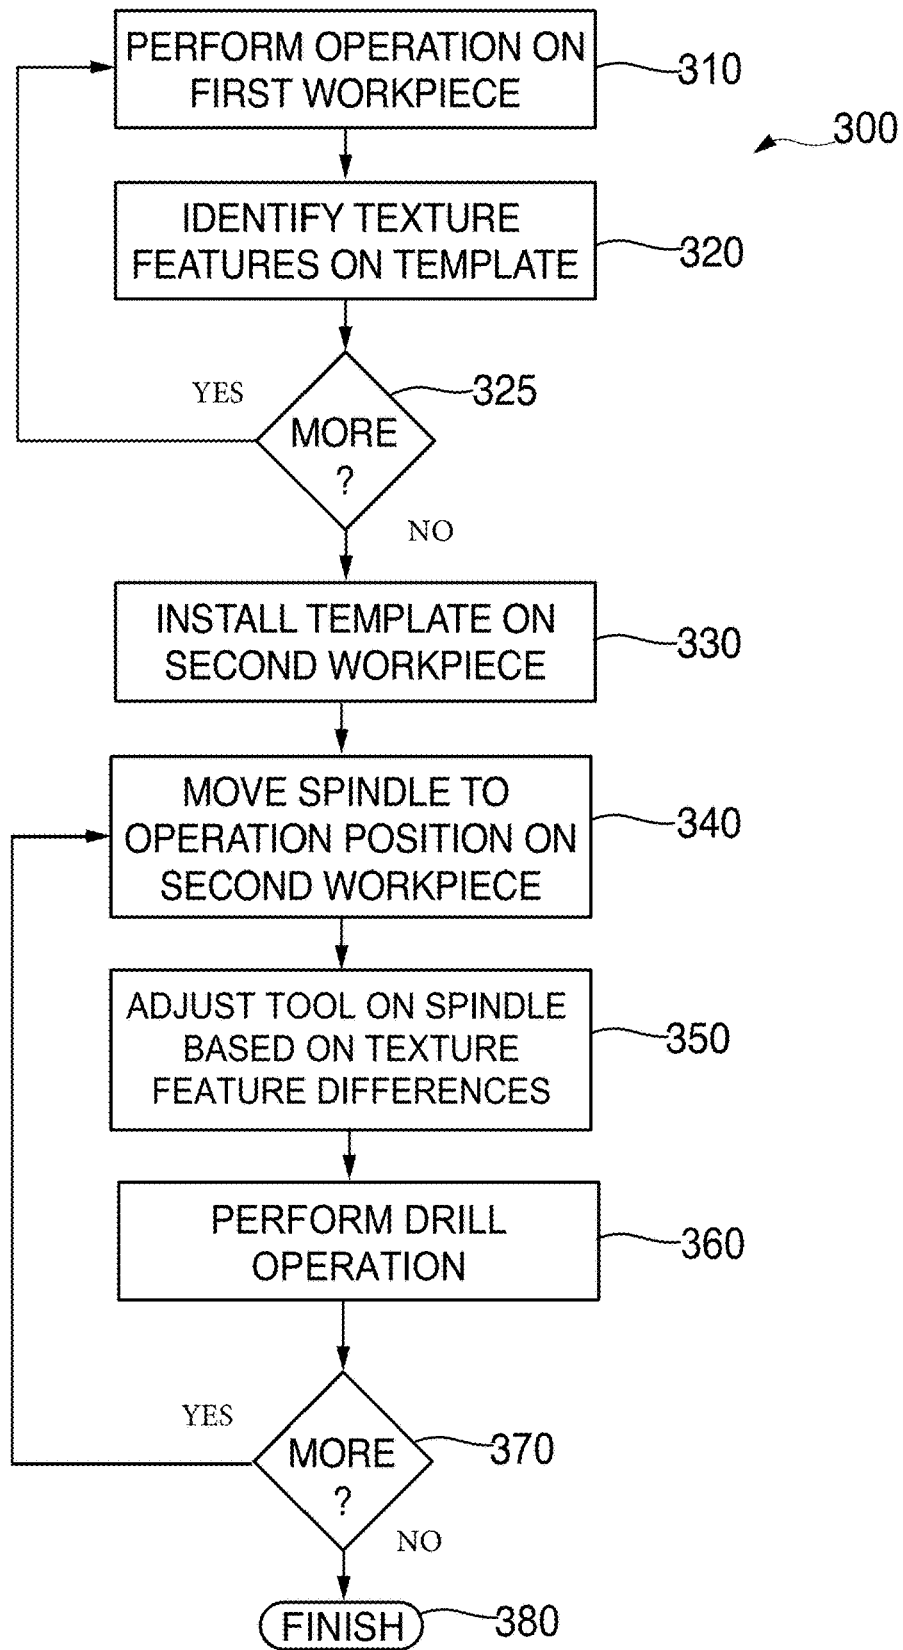 PERFORM OPERATION ON
FIRST WORKPIECE
310
300
IDENTIFY TEXTURE
FEATURES ON TEMPLATE
320
325
YES
MORE
?
NO
INSTALL TEMPLATE ON
SECOND WORKPIECE
330
MOVE SPINDLE TO
OPERATION POSITION ON
SECOND WORKPIECE
340
ADJUST TOOL ON SPINDLE
BASED ON TEXTURE
FEATURE DIFFERENCES
350
PERFORM DRILL
OPERATION
360
YES
MORE
?
370
NO
FINISH
380